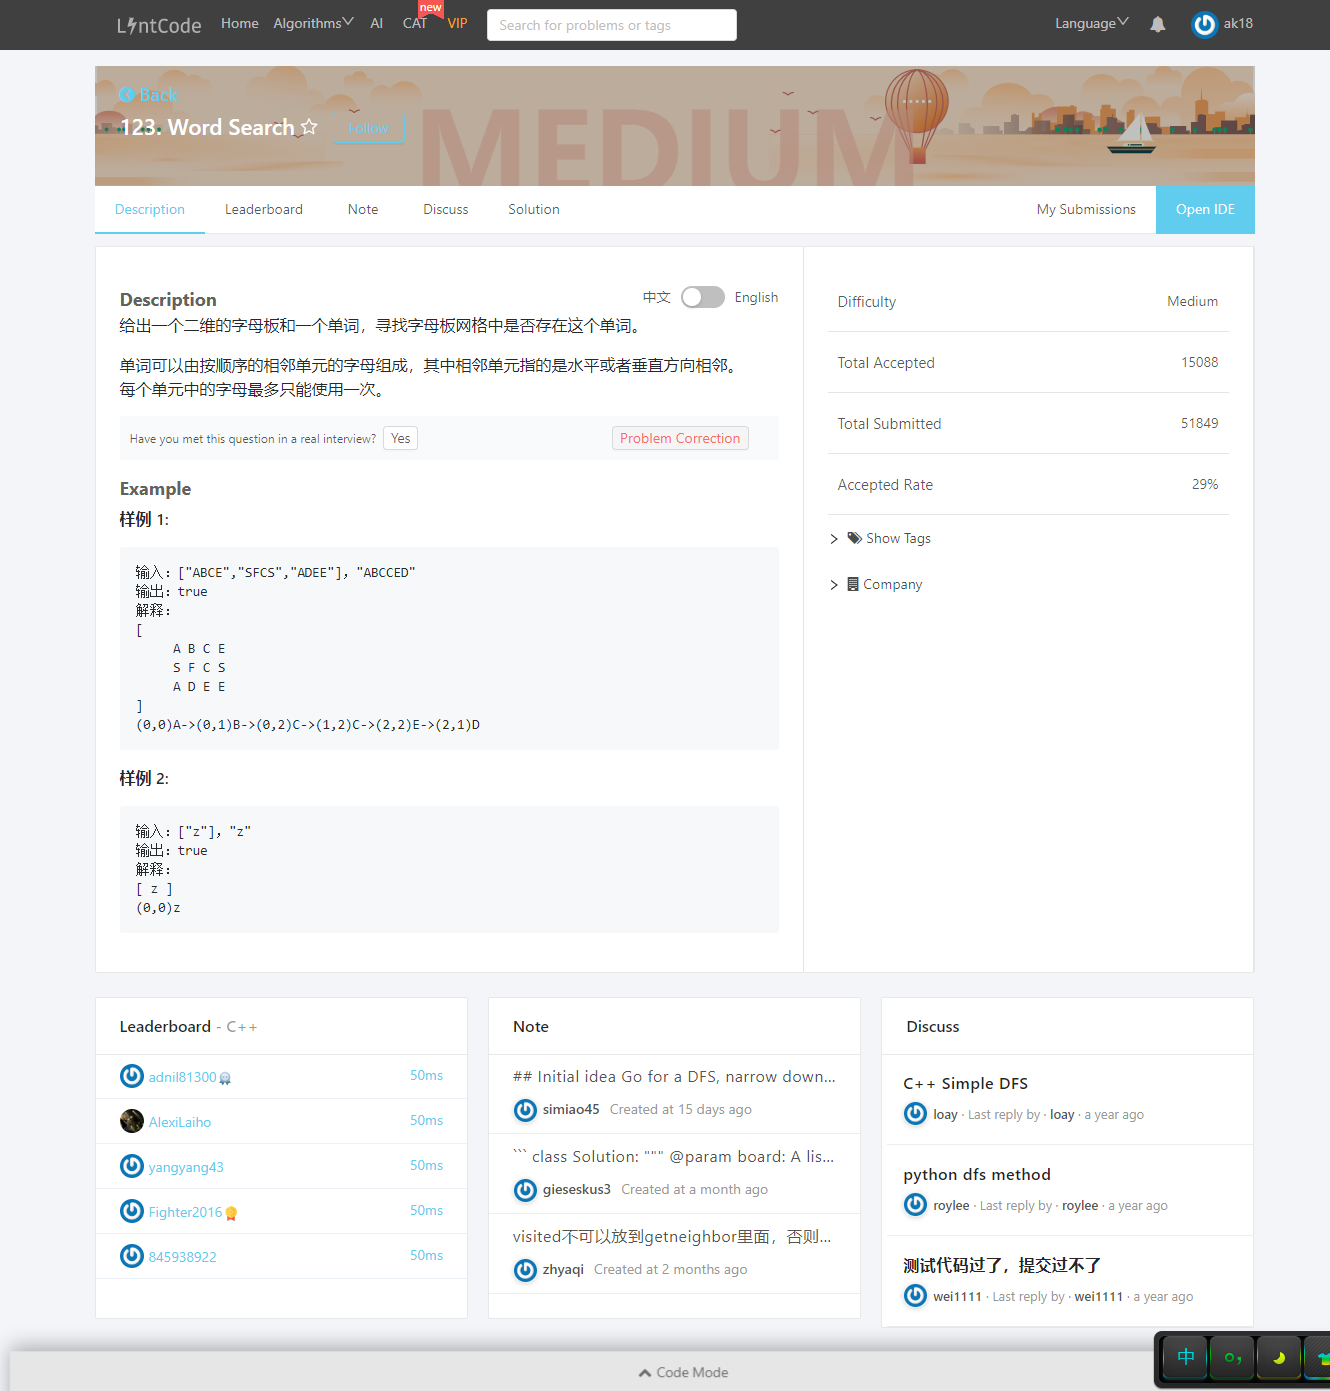 LintCode
Home
Algorithms
AI
CAT
new
VIP
Search for problems or tags
Language
ak18
Back
123. Word Search
Follow
MEDIUM
Description
Leaderboard
Note
Discuss
Solution
My Submissions
Open IDE
Description
中文
English
给出一个二维的字母板和一个单词，寻找字母板网格中是否存在这个单词。
单词可以由按顺序的相邻单元的字母组成，其中相邻单元指的是水平或者垂直方向相邻。
每个单元中的字母最多只能使用一次。
Have you met this question in a real interview?
Yes
Problem Correction
Example
样例 1:
输入：["ABCE","SFCS","ADEE"]，"ABCCED"
输出：true
解释：
[
A B C E
S F C S
A D E E
]
(0,0)A->(0,1)B->(0,2)C->(1,2)C->(2,2)E->(2,1)D
样例 2:
输入：["z"]，"z"
输出：true
解释：
[ z ]
(0,0)z
Difficulty
Medium
Total Accepted
15088
Total Submitted
51849
Accepted Rate
29%
Show Tags
Company
Leaderboard - C++
adnil81300
50ms
AlexiLaiho
50ms
yangyang43
50ms
Fighter2016
50ms
845938922
50ms
Note
## Initial idea Go for a DFS, narrow down...
simiao45 Created at 15 days ago
``` class Solution: """ @param board: A lis...
gieseskus3 Created at a month ago
visited不可以放到getneighbor里面，否则...
zhyaqi Created at 2 months ago
Discuss
C++ Simple DFS
loay · Last reply by · loay · a year ago
python dfs method
roylee · Last reply by · roylee · a year ago
测试代码过了，提交过不了
wei1111 · Last reply by · wei1111 · a year ago
Code Mode
中